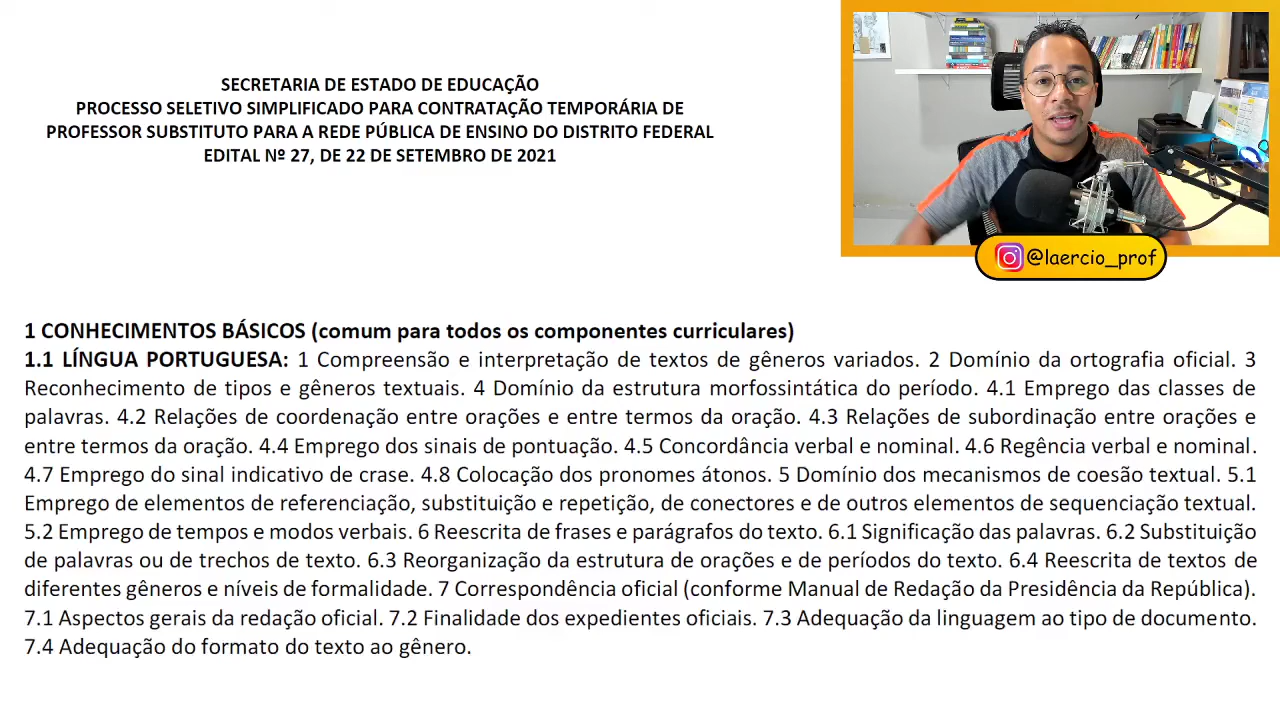 SECRETARIA DE ESTADO DE EDUCAÇÃO
PROCESSO SELETIVO SIMPLIFICADO PARA CONTRATAÇÃO TEMPORÁRIA DE
PROFESSOR SUBSTITUTO PARA A REDE PÚBLICA DE ENSINO DO DISTRITO FEDERAL
EDITAL Nº 27, DE 22 DE SETEMBRO DE 2021
@laercio_prof
1 CONHECIMENTOS BÁSICOS (comum para todos os componentes curriculares)
1.1 LÍNGUA PORTUGUESA: 1 Compreensão e interpretação de textos de gêneros variados. 2 Domínio da ortografia oficial. 3
Reconhecimento de tipos e gêneros textuais. 4 Domínio da estrutura morfossintática do período. 4.1 Emprego das classes de
palavras. 4.2 Relações de coordenação entre orações e entre termos da oração. 4.3 Relações de subordinação entre orações e
entre termos da oração. 4.4 Emprego dos sinais de pontuação. 4.5 Concordância verbal e nominal. 4.6 Regência verbal e nominal.
4.7 Emprego do sinal indicativo de crase. 4.8 Colocação dos pronomes átonos. 5 Domínio dos mecanismos de coesão textual. 5.1
Emprego de elementos de referenciação, substituição e repetição, de conectores e de outros elementos de sequenciação textual.
5.2 Emprego de tempos e modos verbais. 6 Reescrita de frases e parágrafos do texto. 6.1 Significação das palavras. 6.2 Substituição
de palavras ou de trechos de texto. 6.3 Reorganização da estrutura de orações e de períodos do texto. 6.4 Reescrita de textos de
diferentes gêneros e níveis de formalidade. 7 Correspondência oficial (conforme Manual de Redação da Presidência da República).
7.1 Aspectos gerais da redação oficial. 7.2 Finalidade dos expedientes oficiais. 7.3 Adequação da linguagem ao tipo de documento.
7.4 Adequação do formato do texto ao gênero.